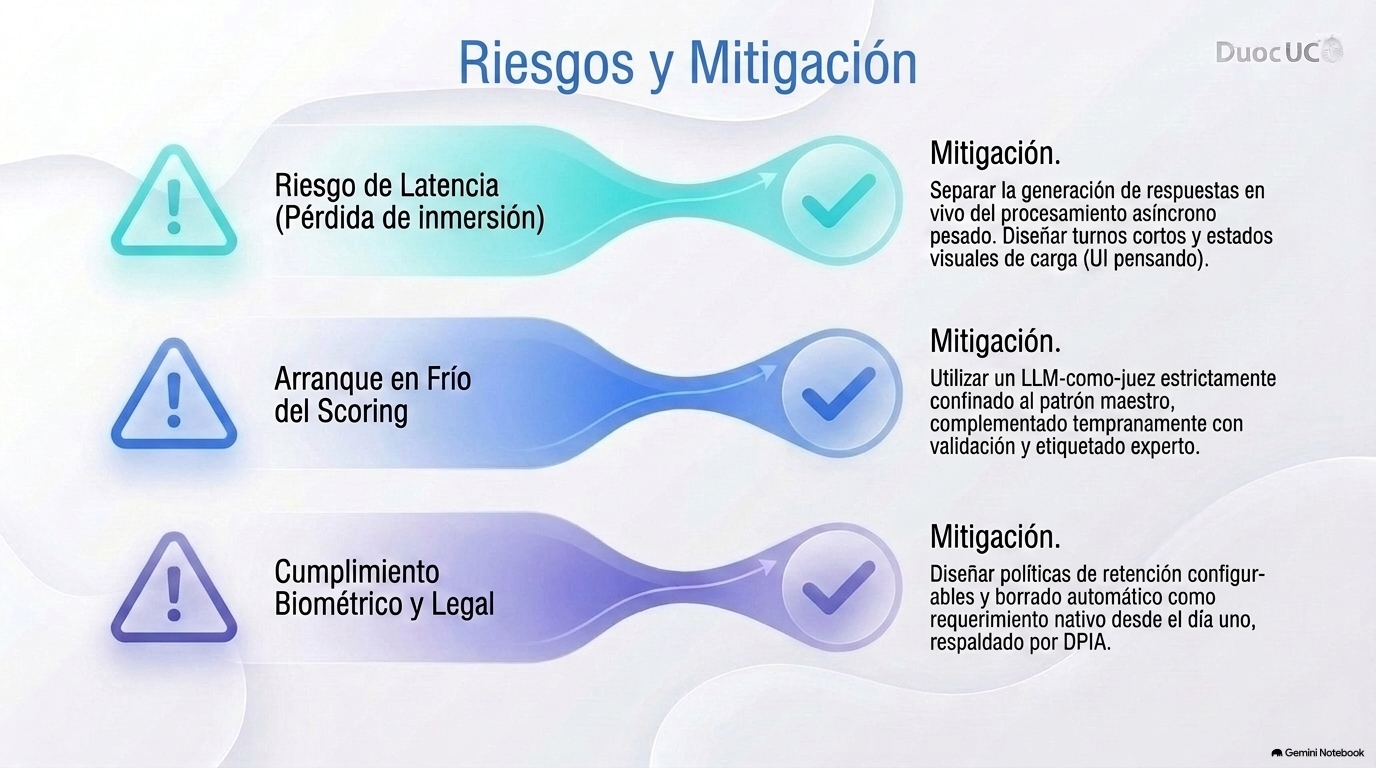 Riesgos y Mitigación
Duoc UC
Riesgo de Latencia
(Pérdida de inmersión)
Mitigación.
Separar la generación de respuestas en
vivo del procesamiento asíncrono
pesado. Diseñar turnos cortos y estados
visuales de carga (UI pensando).
Arranque en Frío
del Scoring
Mitigación.
Utilizar un LLM-como-juez estrictamente
confinado al patrón maestro,
complementado tempranamente con
validación y etiquetado experto.
Cumplimiento
Biométrico y Legal
Mitigación.
Diseñar políticas de retención configur-
ables y borrado automático como
requerimiento nativo desde el día uno,
respaldado por DPIA.
Gemini Notebook